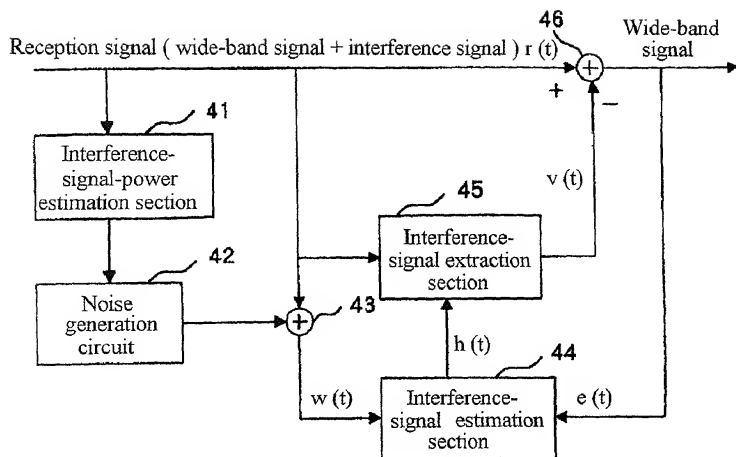 46
Wide-band
signal
Reception signal ( wide-band signal + interference signal ) r (t)
+
+
−
41
Interference-
signal-power
estimation section
v (t)
45
Interference-
signal extraction
section
42
Noise
generation
circuit
+
43
h (t)
44
w (t)
Interference-
signal estimation
section
e (t)